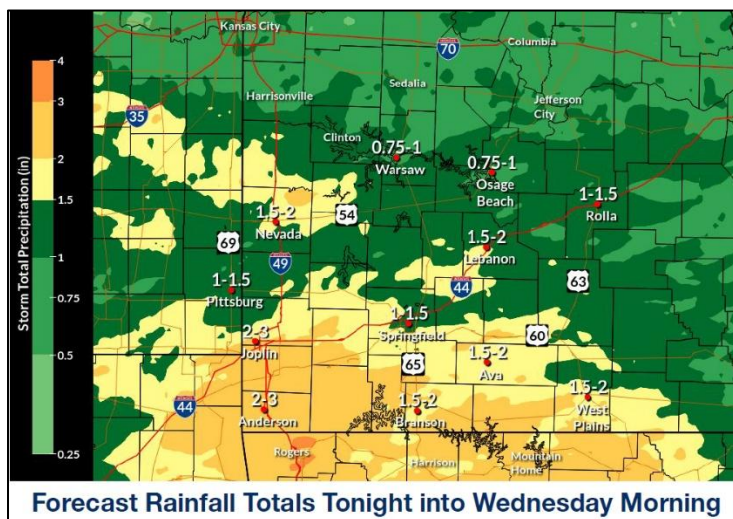 Kansas City
70
Columbia
Sedalia
Harrisonville
35
Jefferson
City
Clinton
0.75-1
Warsaw
0.75-1
Osage
Beach
1-1.5
Rolla
1.5-2
Nevada
54
69
1.5-2
Lebanon
49
44
63
1-1.5
Pittsburg
1-1.5
Springfield
2-3
Joplin
60
65
1.5-2
Ava
44
2-3
Anderson
1.5-2
Branson
1.5-2
West
Plains
Rogers
Harrison
Mountain
Home
Storm Total Precipitation (in)
4
3
2
1.5
1
0.75
0.5
0.25
Forecast Rainfall Totals Tonight into Wednesday Morning